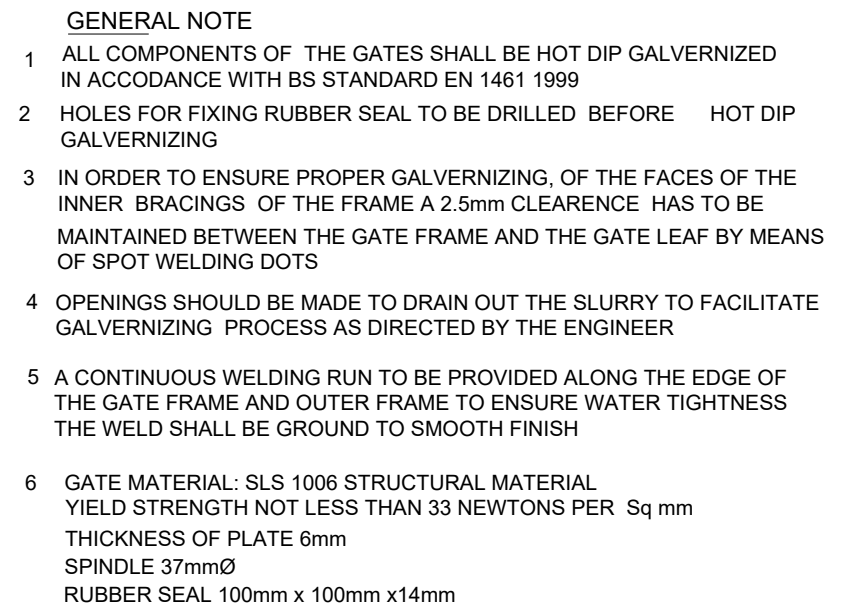 GENERAL NOTE
1 ALL COMPONENTS OF THE GATES SHALL BE HOT DIP GALVERNIZED
IN ACCODANCE WITH BS STANDARD EN 1461 1999
2 HOLES FOR FIXING RUBBER SEAL TO BE DRILLED BEFORE HOT DIP
GALVERNIZING
3 IN ORDER TO ENSURE PROPER GALVERNIZING, OF THE FACES OF THE
INNER BRACINGS OF THE FRAME A 2.5mm CLEARENCE HAS TO BE
MAINTAINED BETWEEN THE GATE FRAME AND THE GATE LEAF BY MEANS
OF SPOT WELDING DOTS
4 OPENINGS SHOULD BE MADE TO DRAIN OUT THE SLURRY TO FACILITATE
GALVERNIZING PROCESS AS DIRECTED BY THE ENGINEER
5 A CONTINUOUS WELDING RUN TO BE PROVIDED ALONG THE EDGE OF
THE GATE FRAME AND OUTER FRAME TO ENSURE WATER TIGHTNESS
THE WELD SHALL BE GROUND TO SMOOTH FINISH
6 GATE MATERIAL: SLS 1006 STRUCTURAL MATERIAL
YIELD STRENGTH NOT LESS THAN 33 NEWTONS PER Sq mm
THICKNESS OF PLATE 6mm
SPINDLE 37mmØ
RUBBER SEAL 100mm x 100mm x14mm